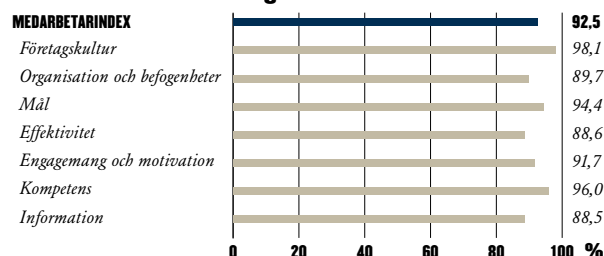 MEDARBETARINDEX 92,5
Företagskultur 98,1
Organisation och befogenheter 89,7
Mål 94,4
Effektivitet 88,6
Engagemang och motivation 91,7
Kompetens 96,0
Information 88,5
0 20 40 60 80 100 %